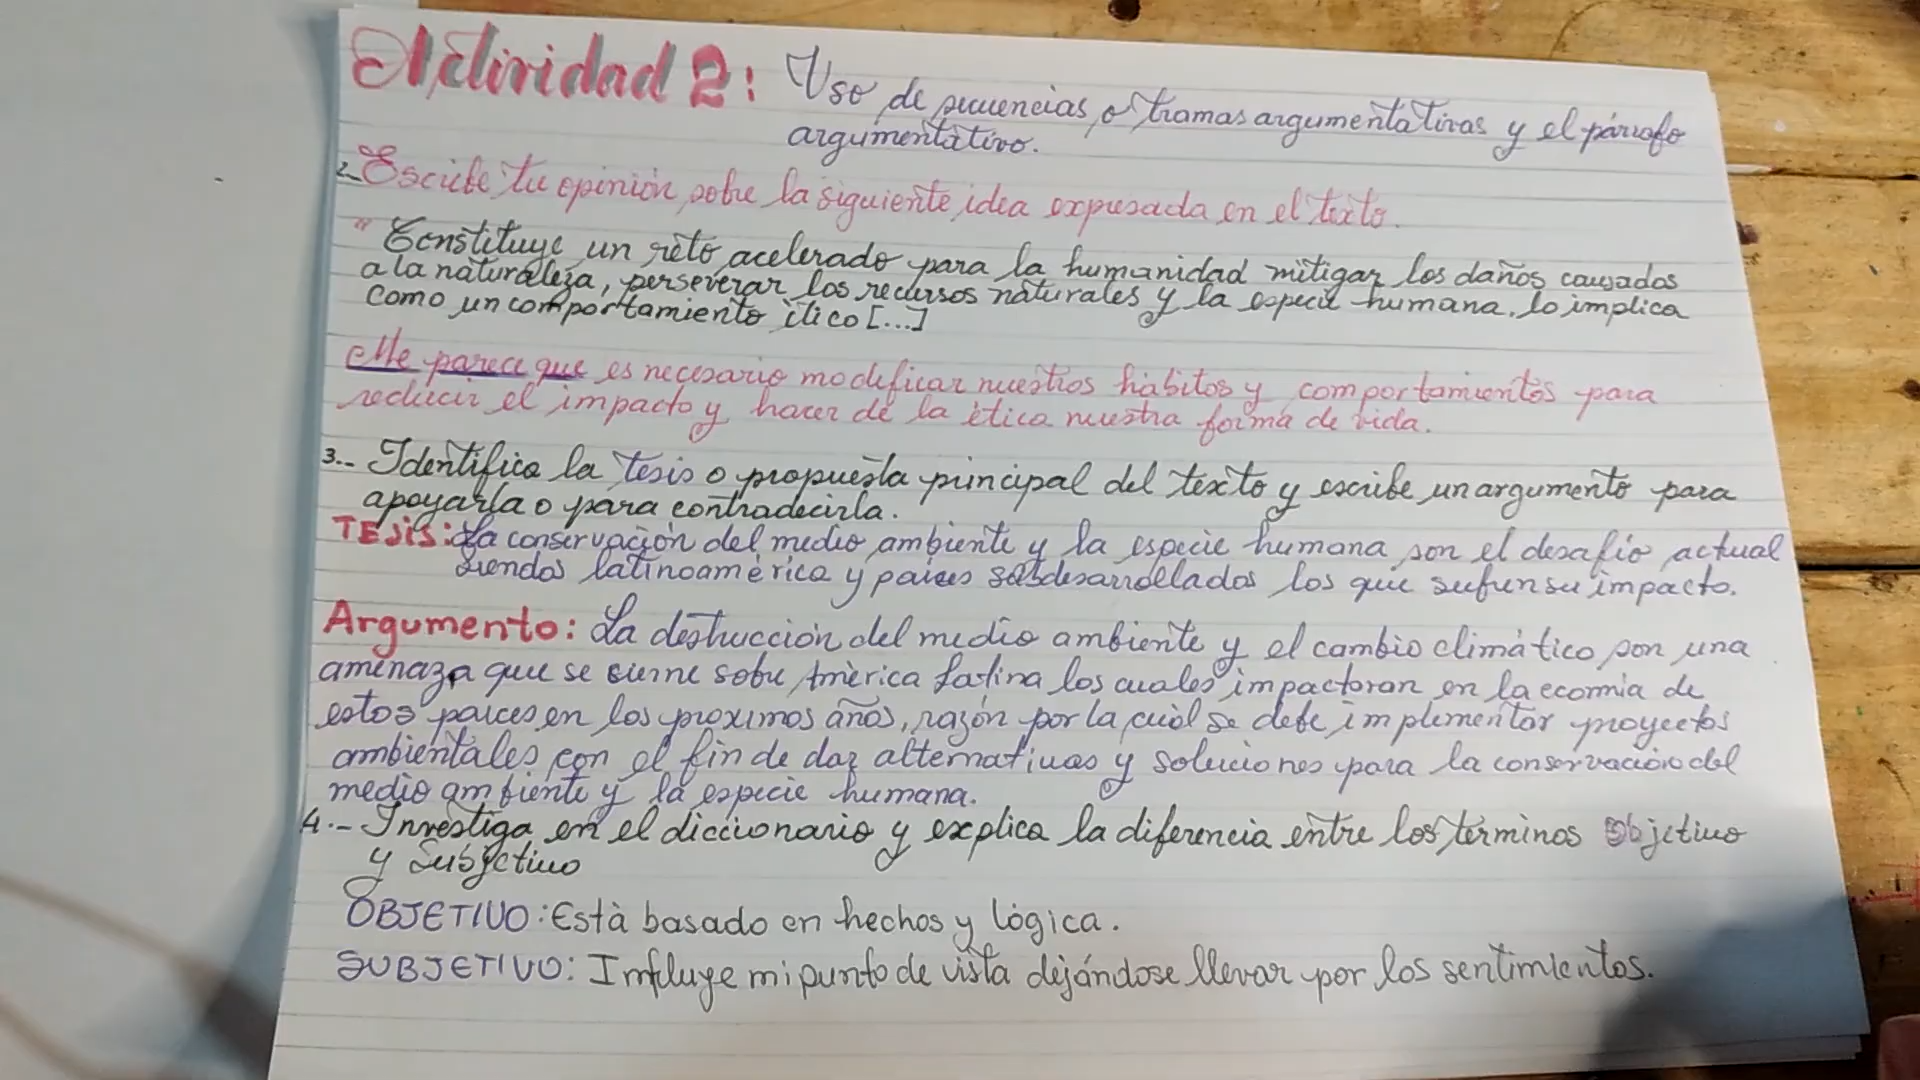 Actividad 2: Uso de secuencias o tramas argumentativas y el párrafo
argumentativo.
2- Escribe tu opinión sobre la siguiente idea expresada en el texto.
" Constituye un reto acelerado para la humanidad mitigar los daños causados
a la naturaleza, perseverar los recursos naturales y la especie humana, lo implica
como un comportamiento ético [...]
Me parece que es necesario modificar nuestros hábitos y comportamientos para
reducir el impacto y hacer de la ética nuestra forma de vida.
3.- Identifica la tesis o propuesta principal del texto y escribe un argumento para
apoyarla o para contradecirla.
TESIS: La conservación del medio ambiente y la especie humana son el desafío actual
siendos latinoamérica y países subdesarrollados los que sufren su impacto.
Argumento: La destrucción del medio ambiente y el cambio climático son una
amenaza que se cierne sobre América Latina los cuales impactoran en la ecomia de
estos paices en los proximos años, razón por la cuàl se debe implementar proyectos
ambientales con el fin de daz alternativas y soluciones para la conservación del
medio ambiente y la especie humana.
4.- Investiga en el diccionario y explica la diferencia entre los terminos Objetivo
y Subjetivo
OBJETIVO: Està basado en hechos y lógica.
SUBJETIVO: Imfluye mi punto de vista dejándose llevar por los sentimientos.